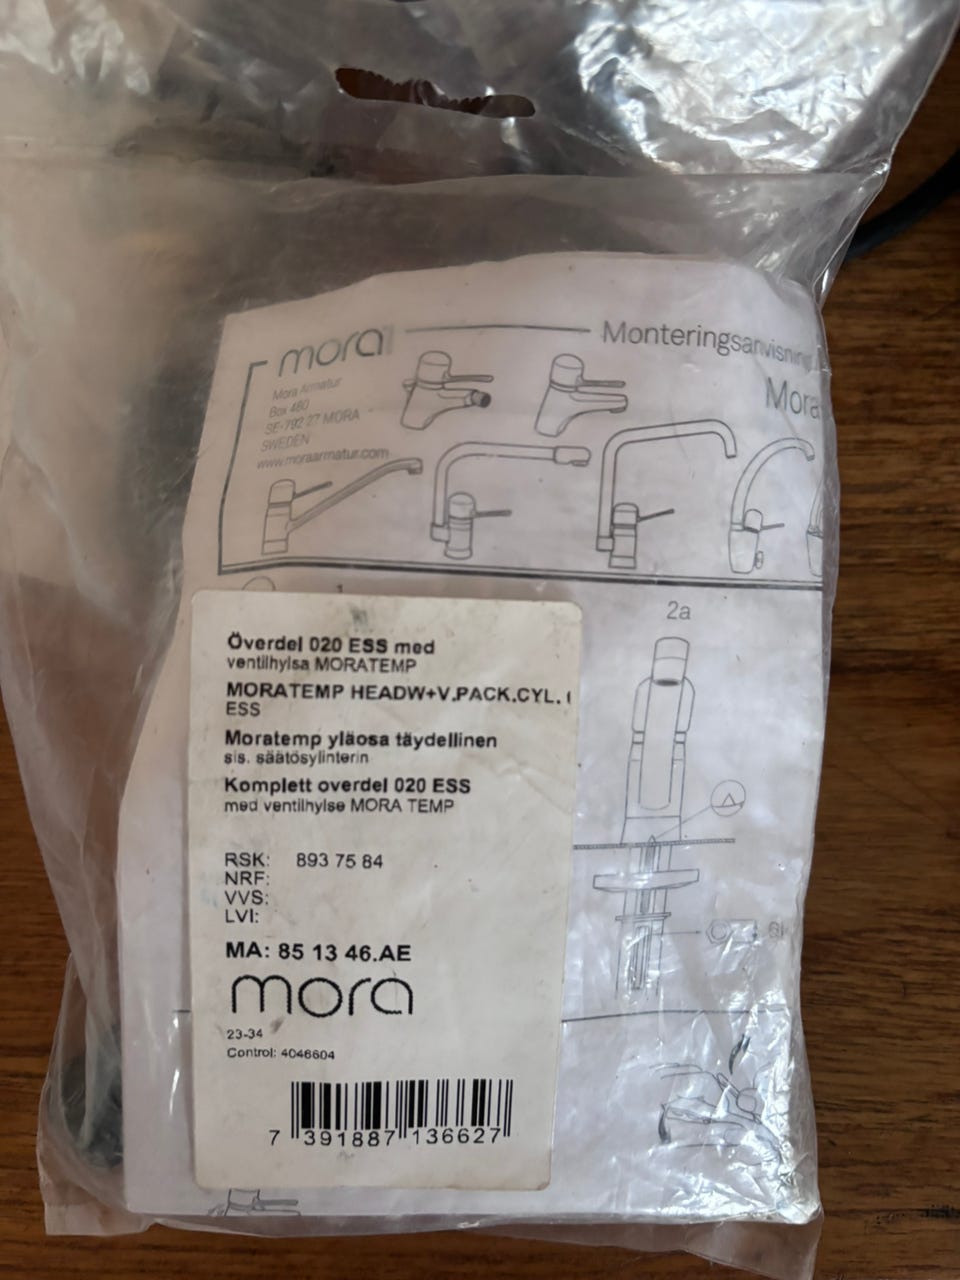 mora
Monteringsanvisning
Mora
Mora Armatur
Box 480
SE-792 27 MORA
SWEDEN
www.moraarmatur.com
1
2a
Överdel 020 ESS med
ventilhylsa MORATEMP
MORATEMP HEADW+V.PACK.CYL.
ESS
Moratemp yläosa täydellinen
sis. säätösylinterin
Komplett overdel 020 ESS
med ventilhylse MORA TEMP
RSK: 893 75 84
NRF:
VVS:
LVI:
MA: 85 13 46.AE
mora
23-34
Control: 4046604
7 391887 136627